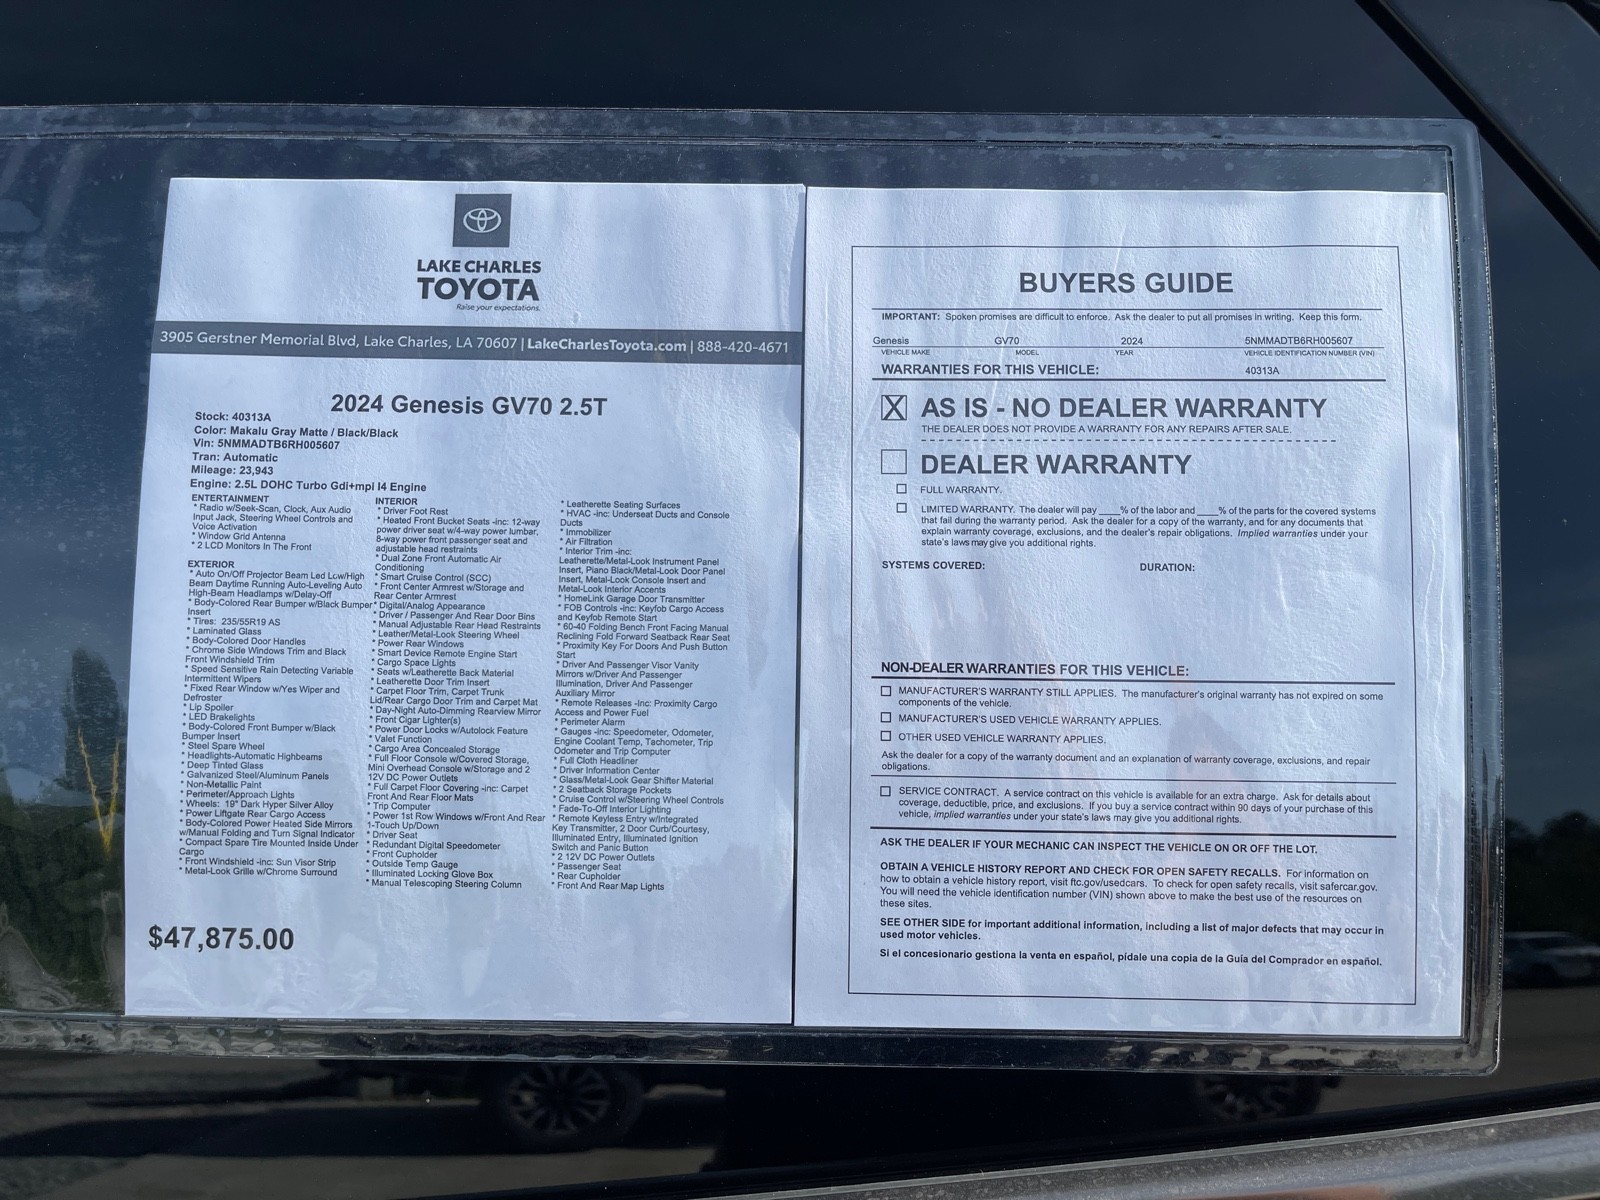 LAKE CHARLES
TOYOTA
Raise your expectations.
3905 Gerstner Memorial Blvd, Lake Charles, LA 70607 | LakeCharlesToyota.com | 888-420-4671
2024 Genesis GV70 2.5T
Stock: 40313A
Color: Makalu Gray Matte / Black/Black
Vin: 5NMMADTB6RH005607
Tran: Automatic
Mileage: 23,943
Engine: 2.5L DOHC Turbo Gdi+mpi I4 Engine
ENTERTAINMENT
* Radio w/Seek-Scan, Clock, Aux Audio
Input Jack, Steering Wheel Controls and
Voice Activation
* Window Grid Antenna
* 2 LCD Monitors In The Front
EXTERIOR
* Auto On/Off Projector Beam Led Low/High
Beam Daytime Running Auto-Leveling Auto
High-Beam Headlamps w/Delay-Off
* Body-Colored Rear Bumper w/Black Bumper
Insert
* Tires: 235/55R19 AS
* Laminated Glass
* Body-Colored Door Handles
* Chrome Side Windows Trim and Black
Front Windshield Trim
* Speed Sensitive Rain Detecting Variable
Intermittent Wipers
* Fixed Rear Window w/Yes Wiper and
Defroster
* Lip Spoiler
* LED Brakelights
* Body-Colored Front Bumper w/Black
Bumper Insert
* Steel Spare Wheel
* Headlights-Automatic Highbeams
* Deep Tinted Glass
* Galvanized Steel/Aluminum Panels
* Non-Metallic Paint
* Perimeter/Approach Lights
* Wheels: 19" Dark Hyper Silver Alloy
* Power Liftgate Rear Cargo Access
* Body-Colored Power Heated Side Mirrors
w/Manual Folding and Turn Signal Indicator
* Compact Spare Tire Mounted Inside Under
Cargo
* Front Windshield -inc: Sun Visor Strip
* Metal-Look Grille w/Chrome Surround
INTERIOR
* Driver Foot Rest
* Heated Front Bucket Seats -inc: 12-way
power driver seat w/4-way power lumbar,
8-way power front passenger seat and
adjustable head restraints
* Dual Zone Front Automatic Air
Conditioning
* Smart Cruise Control (SCC)
* Front Center Armrest w/Storage and
Rear Center Armrest
* Digital/Analog Appearance
* Driver / Passenger And Rear Door Bins
* Manual Adjustable Rear Head Restraints
* Leather/Metal-Look Steering Wheel
* Power Rear Windows
* Smart Device Remote Engine Start
* Cargo Space Lights
* Seats w/Leatherette Back Material
* Leatherette Door Trim Insert
* Carpet Floor Trim, Carpet Trunk
Lid/Rear Cargo Door Trim and Carpet Mat
* Day-Night Auto-Dimming Rearview Mirror
* Front Cigar Lighter(s)
* Power Door Locks w/Autolock Feature
* Valet Function
* Cargo Area Concealed Storage
* Full Floor Console w/Covered Storage,
Mini Overhead Console w/Storage and 2
12V DC Power Outlets
* Full Carpet Floor Covering -inc: Carpet
Front And Rear Floor Mats
* Trip Computer
* Power 1st Row Windows w/Front And Rear
1-Touch Up/Down
* Driver Seat
* Redundant Digital Speedometer
* Front Cupholder
* Outside Temp Gauge
* Illuminated Locking Glove Box
* Manual Telescoping Steering Column
* Leatherette Seating Surfaces
* HVAC -inc: Underseat Ducts and Console
Ducts
* Immobilizer
* Air Filtration
* Interior Trim -inc:
Leatherette/Metal-Look Instrument Panel
Insert, Piano Black/Metal-Look Door Panel
Insert, Metal-Look Console Insert and
Metal-Look Interior Accents
* HomeLink Garage Door Transmitter
* FOB Controls -inc: Keyfob Cargo Access
and Keyfob Remote Start
* 60-40 Folding Bench Front Facing Manual
Reclining Fold Forward Seatback Rear Seat
* Proximity Key For Doors And Push Button
Start
* Driver And Passenger Visor Vanity
Mirrors w/Driver And Passenger
Illumination, Driver And Passenger
Auxiliary Mirror
* Remote Releases -Inc: Proximity Cargo
Access and Power Fuel
* Perimeter Alarm
* Gauges -inc: Speedometer, Odometer,
Engine Coolant Temp, Tachometer, Trip
Odometer and Trip Computer
* Full Cloth Headliner
* Driver Information Center
* Glass/Metal-Look Gear Shifter Material
* 2 Seatback Storage Pockets
* Cruise Control w/Steering Wheel Controls
* Fade-To-Off Interior Lighting
* Remote Keyless Entry w/Integrated
Key Transmitter, 2 Door Curb/Courtesy,
Illuminated Entry, Illuminated Ignition
Switch and Panic Button
* 2 12V DC Power Outlets
* Passenger Seat
* Rear Cupholder
* Front And Rear Map Lights
$47,875.00
BUYERS GUIDE
IMPORTANT: Spoken promises are difficult to enforce. Ask the dealer to put all promises in writing. Keep this form.
Genesis GV70 2024 5NMMADTB6RH005607
VEHICLE MAKE MODEL YEAR VEHICLE IDENTIFICATION NUMBER (VIN)
WARRANTIES FOR THIS VEHICLE: 40313A
X AS IS - NO DEALER WARRANTY
THE DEALER DOES NOT PROVIDE A WARRANTY FOR ANY REPAIRS AFTER SALE.
DEALER WARRANTY
FULL WARRANTY.
LIMITED WARRANTY. The dealer will pay ____% of the labor and ____% of the parts for the covered systems
that fail during the warranty period. Ask the dealer for a copy of the warranty, and for any documents that
explain warranty coverage, exclusions, and the dealer's repair obligations. Implied warranties under your
state's laws may give you additional rights.
SYSTEMS COVERED: DURATION:
NON-DEALER WARRANTIES FOR THIS VEHICLE:
MANUFACTURER'S WARRANTY STILL APPLIES. The manufacturer's original warranty has not expired on some
components of the vehicle.
MANUFACTURER'S USED VEHICLE WARRANTY APPLIES.
OTHER USED VEHICLE WARRANTY APPLIES.
Ask the dealer for a copy of the warranty document and an explanation of warranty coverage, exclusions, and repair
obligations.
SERVICE CONTRACT. A service contract on this vehicle is available for an extra charge. Ask for details about
coverage, deductible, price, and exclusions. If you buy a service contract within 90 days of your purchase of this
vehicle, implied warranties under your state's laws may give you additional rights.
ASK THE DEALER IF YOUR MECHANIC CAN INSPECT THE VEHICLE ON OR OFF THE LOT.
OBTAIN A VEHICLE HISTORY REPORT AND CHECK FOR OPEN SAFETY RECALLS. For information on
how to obtain a vehicle history report, visit ftc.gov/usedcars. To check for open safety recalls, visit safercar.gov.
You will need the vehicle identification number (VIN) shown above to make the best use of the resources on
these sites.
SEE OTHER SIDE for important additional information, including a list of major defects that may occur in
used motor vehicles.
Si el concesionario gestiona la venta en español, pídale una copia de la Guía del Comprador en español.